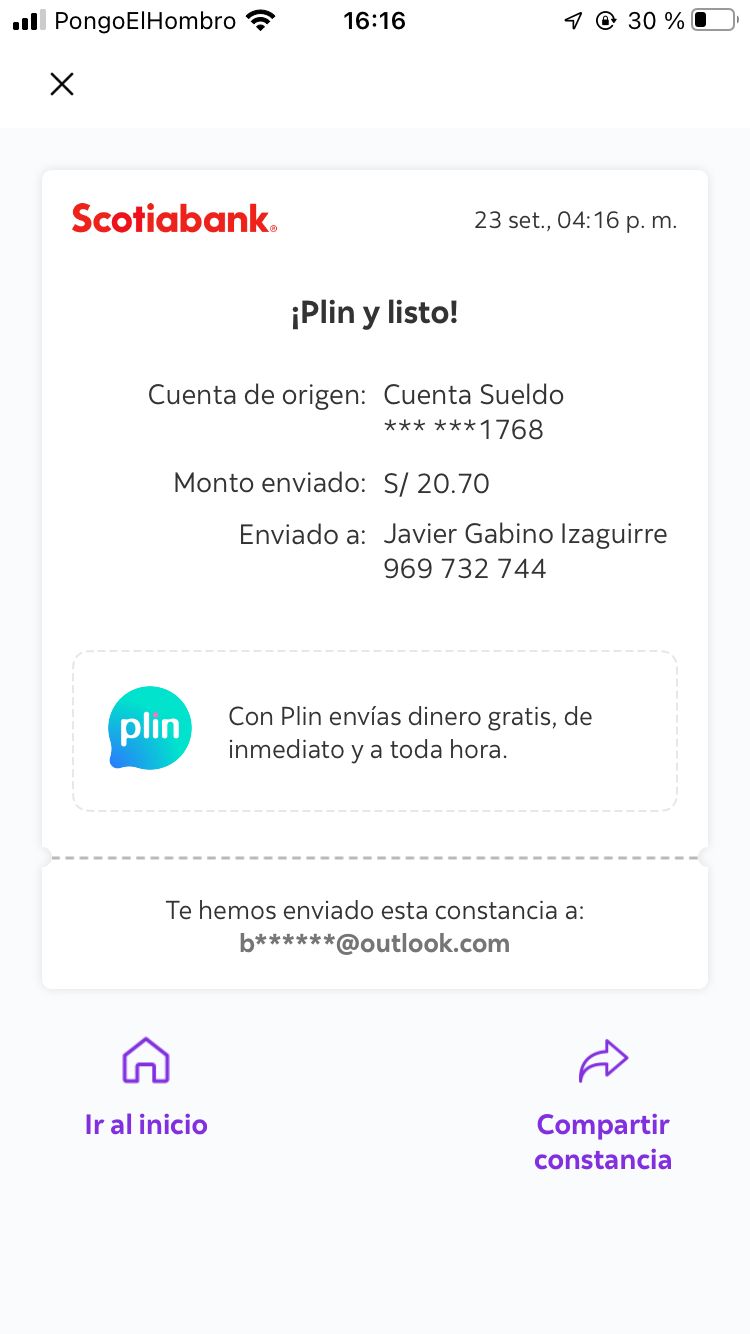 PongoElHombro 16:16 30 %
Scotiabank®
23 set., 04:16 p. m.
¡Plin y listo!
Cuenta de origen: Cuenta Sueldo
*** ***1768
Monto enviado: S/ 20.70
Enviado a: Javier Gabino Izaguirre
969 732 744
plin
Con Plin envías dinero gratis, de
inmediato y a toda hora.
Te hemos enviado esta constancia a:
b******@outlook.com
Ir al inicio
Compartir
constancia